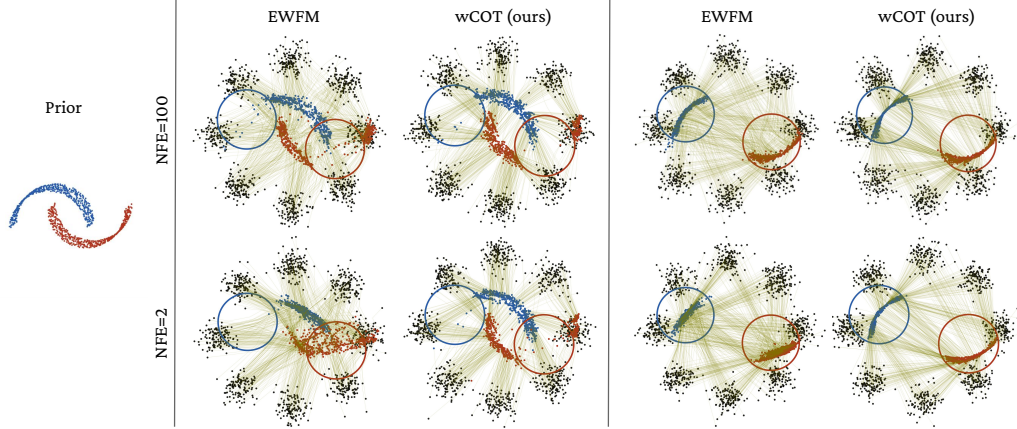 EWFM
wCOT (ours)
EWFM
wCOT (ours)
Prior
NFE=100
NFE=2